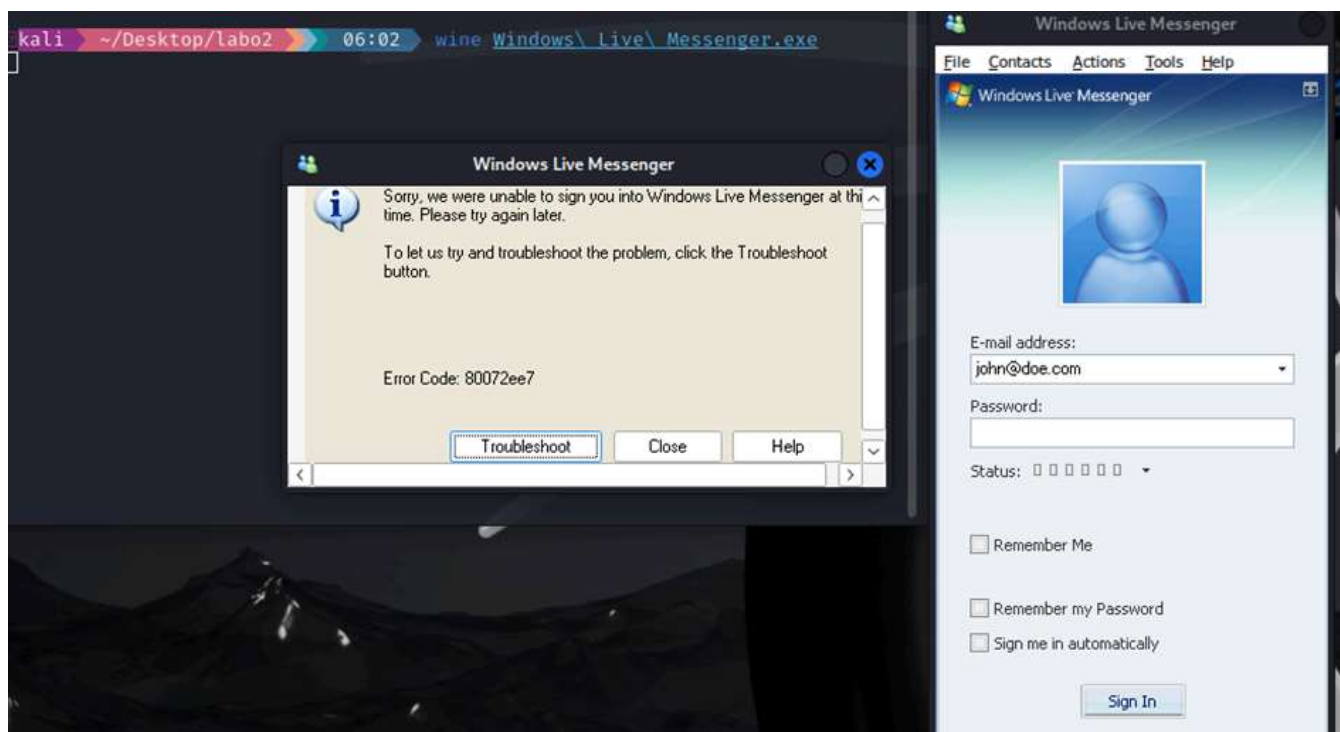 kali ~/Desktop/labo2 06:02 wine Windows\ Live\ Messenger.exe
Windows Live Messenger
Sorry, we were unable to sign you into Windows Live Messenger at thi
time. Please try again later.
To let us try and troubleshoot the problem, click the Troubleshoot
button.
Error Code: 80072ee7
Troubleshoot Close Help
Windows Live Messenger
File Contacts Actions Tools Help
Windows Live Messenger
E-mail address:
john@doe.com
Password:
Status:
Remember Me
Remember my Password
Sign me in automatically
Sign In